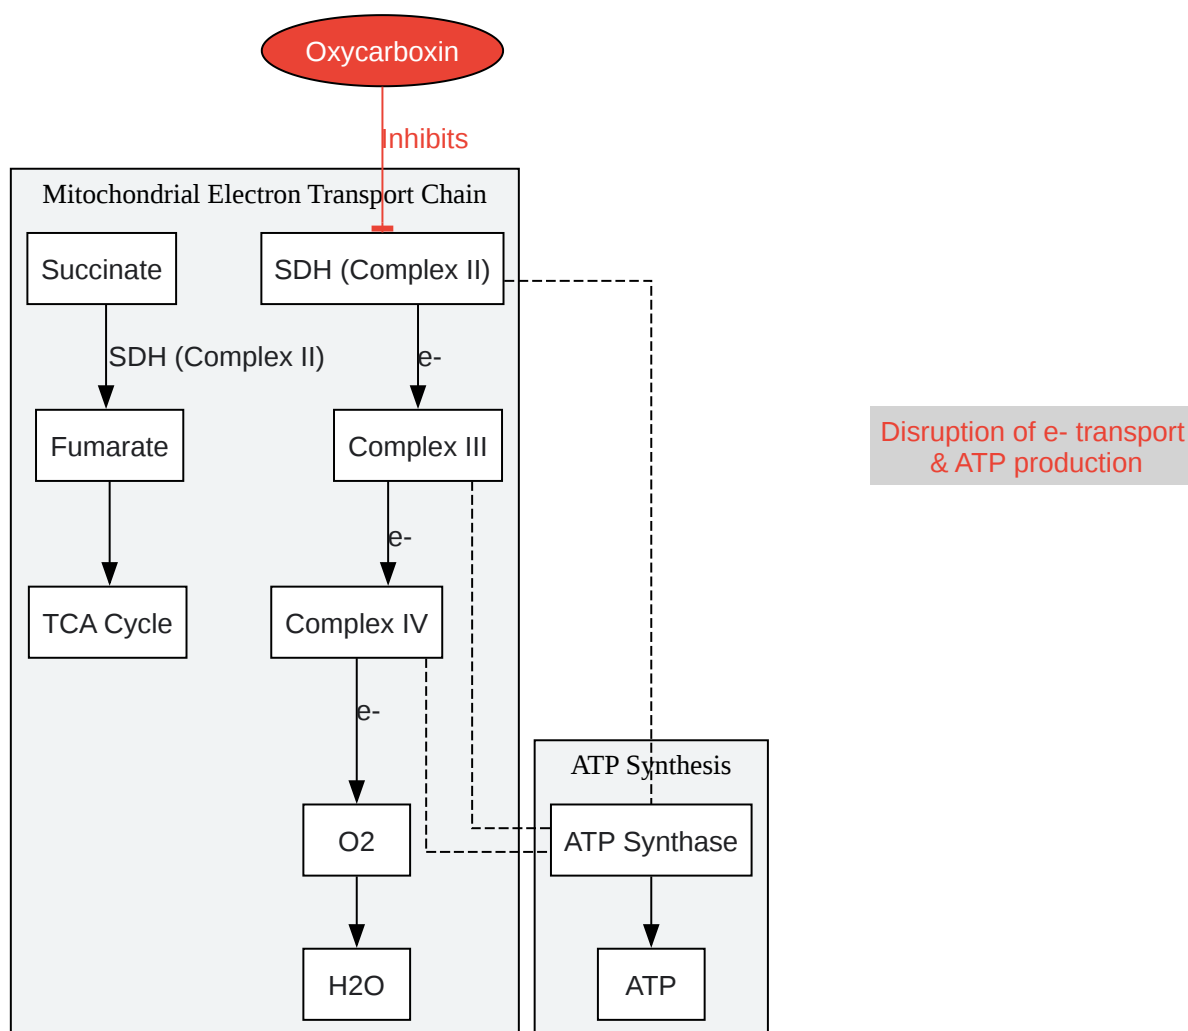 Oxycarboxin
Inhibits
Mitochondrial Electron Transport Chain
Succinate
SDH (Complex II)
SDH (Complex II)
e-
Fumarate
Complex III
Disruption of e- transport
& ATP production
e-
TCA Cycle
Complex IV
e-
ATP Synthesis
O2
ATP Synthase
H2O
ATP